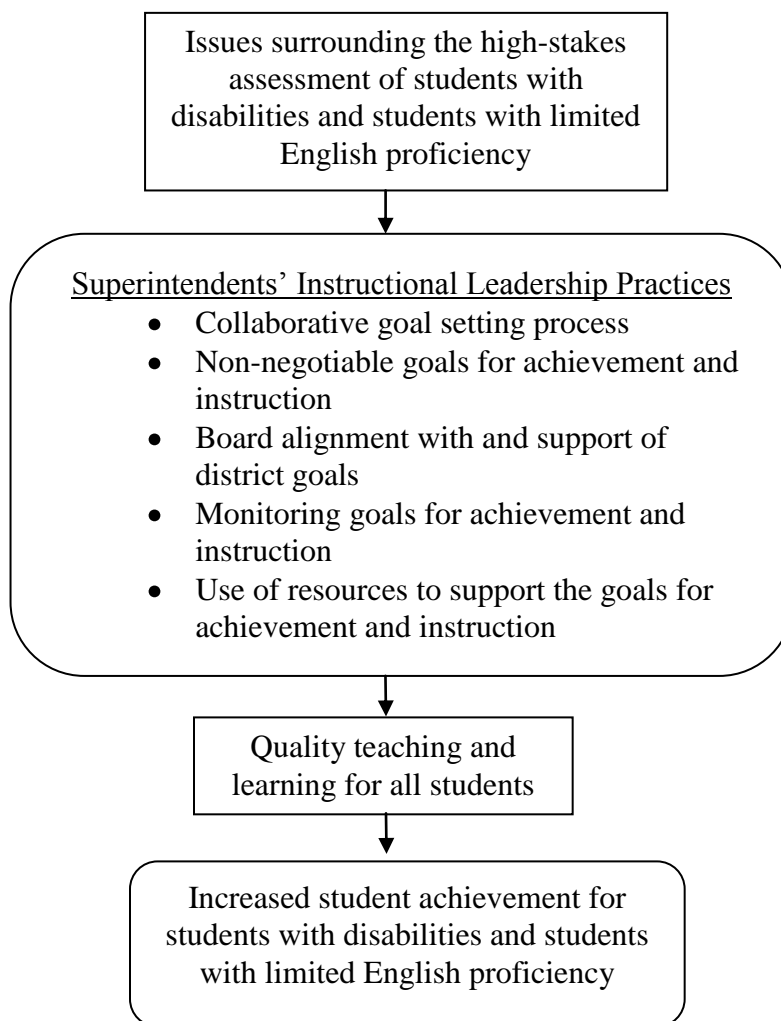 Issues surrounding the high-stakes
assessment of students with
disabilities and students with limited
English proficiency
Superintendents’ Instructional Leadership Practices
• Collaborative goal setting process
• Non-negotiable goals for achievement and
instruction
• Board alignment with and support of
district goals
• Monitoring goals for achievement and
instruction
• Use of resources to support the goals for
achievement and instruction
Quality teaching and
learning for all students
Increased student achievement for
students with disabilities and students
with limited English proficiency